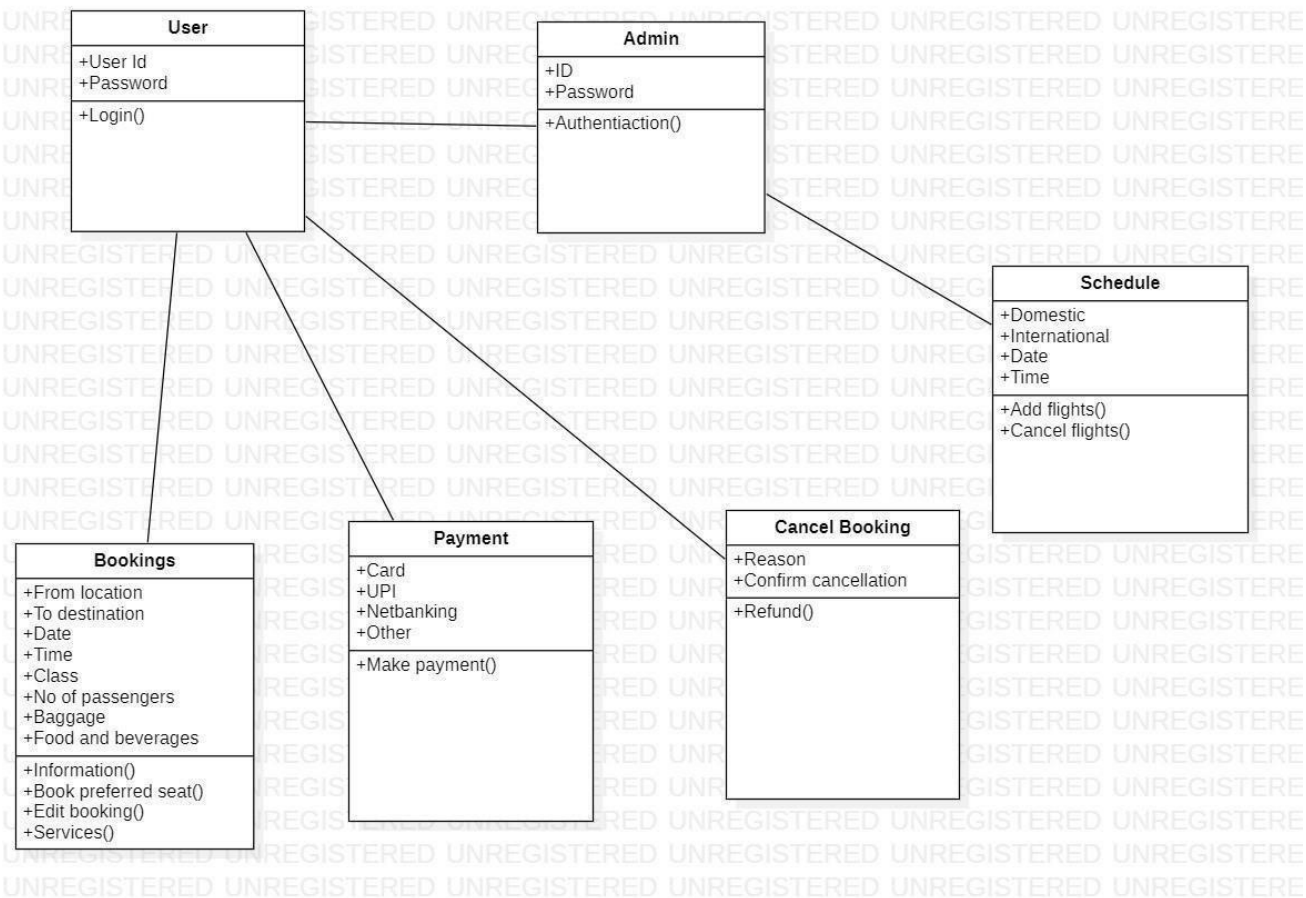 User
+User Id
+Password
+Login()
Admin
+ID
+Password
+Authentiaction()
Schedule
+Domestic
+International
+Date
+Time
+Add flights()
+Cancel flights()
Bookings
+From location
+To destination
+Date
+Time
+Class
+No of passengers
+Baggage
+Food and beverages
+Information()
+Book preferred seat()
+Edit booking()
+Services()
Payment
+Card
+UPI
+Netbanking
+Other
+Make payment()
Cancel Booking
+Reason
+Confirm cancellation
+Refund()
UNREGISTERED